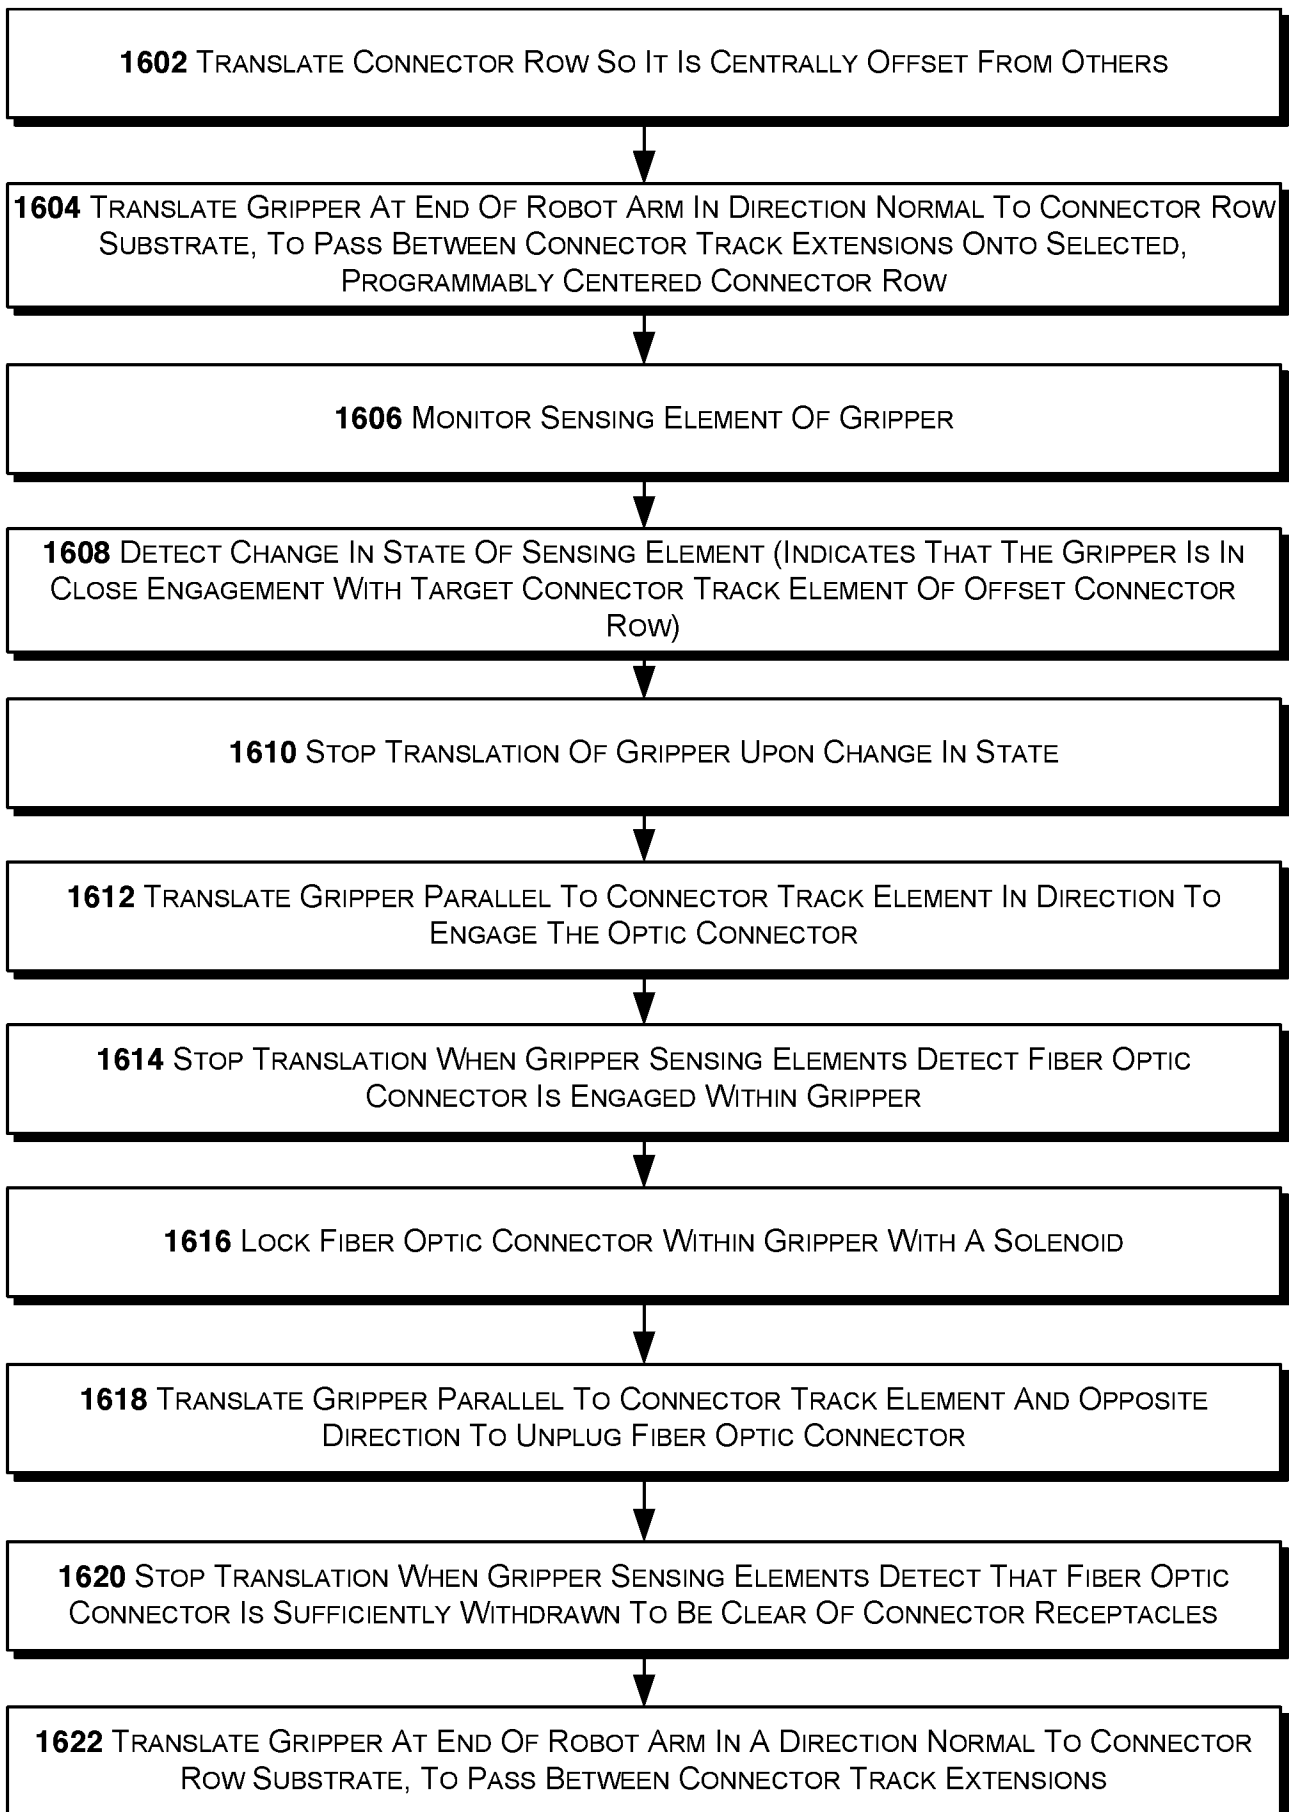 1602 Translate Connector Row So It Is Centrally Offset From Others
1604 Translate Gripper At End Of Robot Arm In Direction Normal To Connector Row
Substrate, To Pass Between Connector Track Extensions Onto Selected,
Programmably Centered Connector Row
1606 Monitor Sensing Element Of Gripper
1608 Detect Change In State Of Sensing Element (Indicates That The Gripper Is In
Close Engagement With Target Connector Track Element Of Offset Connector
Row)
1610 Stop Translation Of Gripper Upon Change In State
1612 Translate Gripper Parallel To Connector Track Element In Direction To
Engage The Optic Connector
1614 Stop Translation When Gripper Sensing Elements Detect Fiber Optic
Connector Is Engaged Within Gripper
1616 Lock Fiber Optic Connector Within Gripper With A Solenoid
1618 Translate Gripper Parallel To Connector Track Element And Opposite
Direction To Unplug Fiber Optic Connector
1620 Stop Translation When Gripper Sensing Elements Detect That Fiber Optic
Connector Is Sufficiently Withdrawn To Be Clear Of Connector Receptacles
1622 Translate Gripper At End Of Robot Arm In A Direction Normal To Connector
Row Substrate, To Pass Between Connector Track Extensions